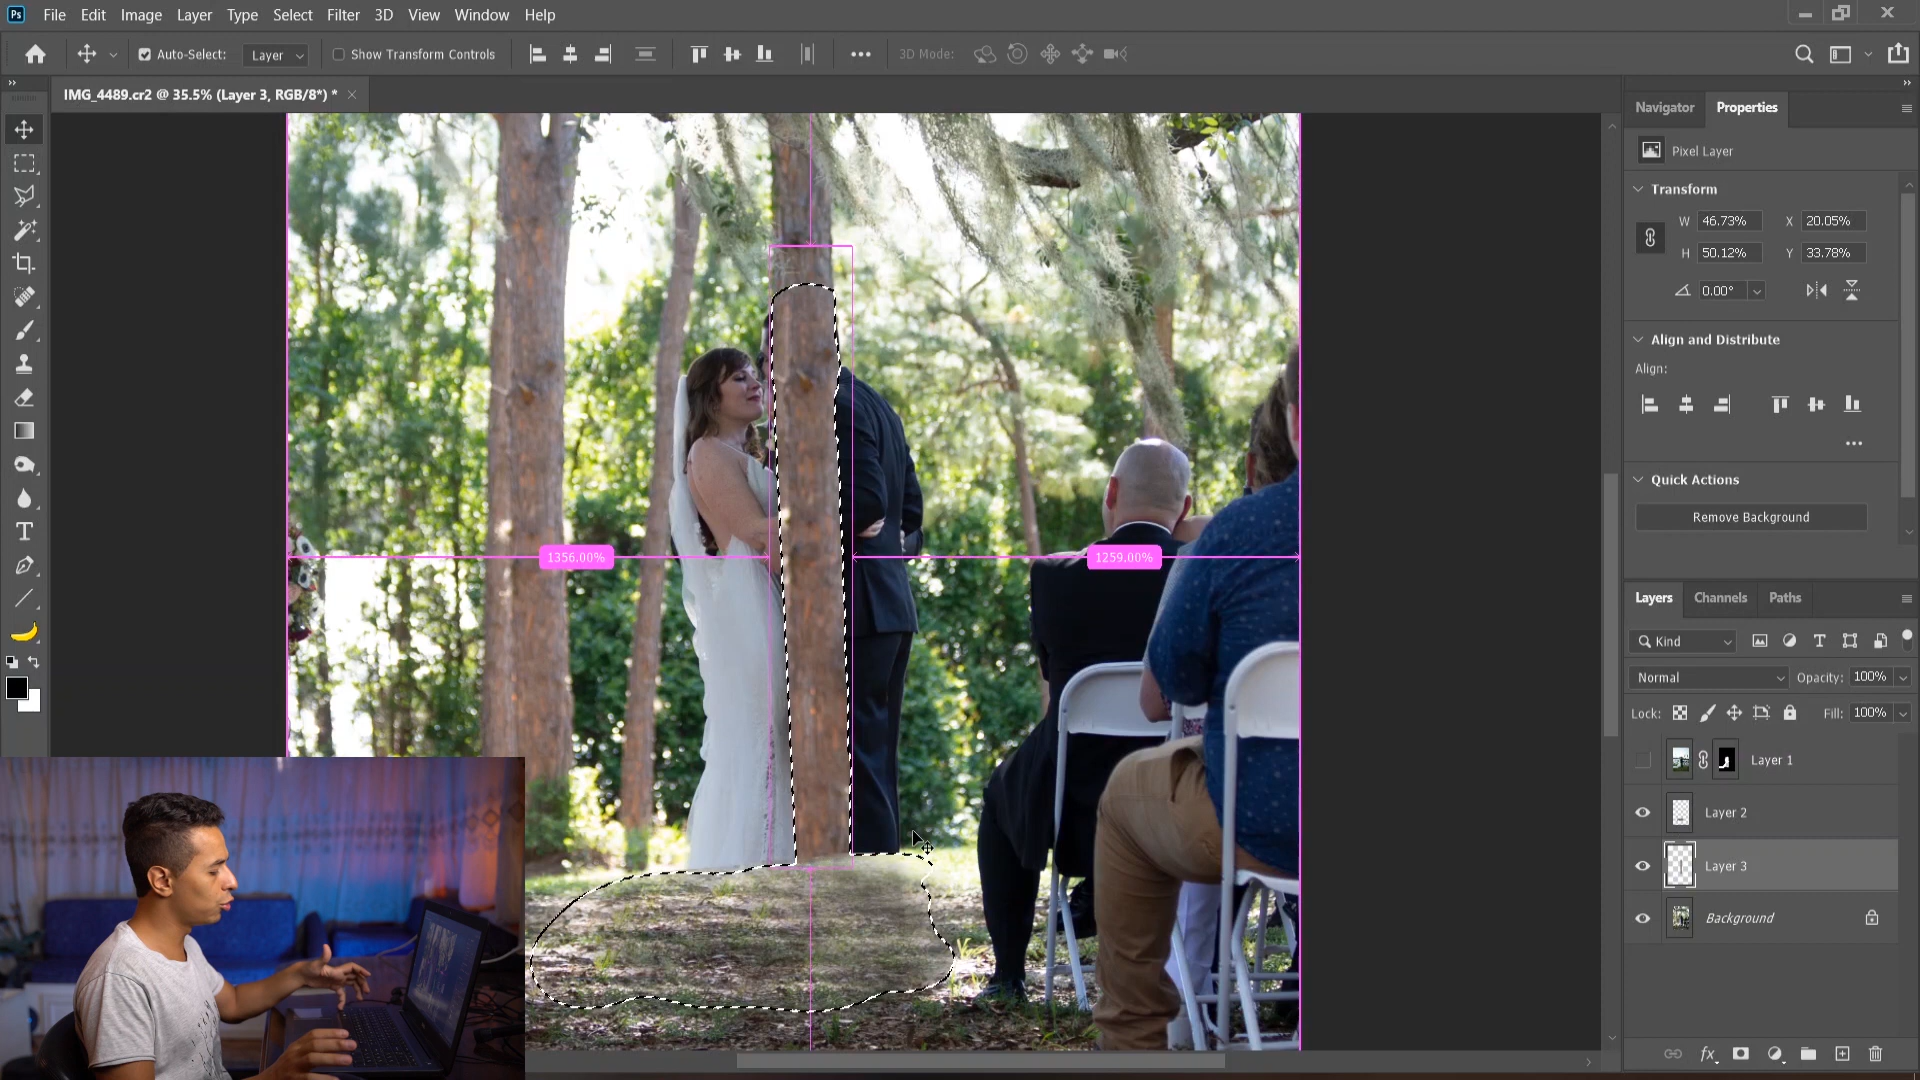 Ps File Edit Image Layer Type Select Filter 3D View Window Help
Auto-Select: Layer Show Transform Controls 3D Mode:
IMG_4489.cr2 @ 35.5% (Layer 3, RGB/8*) *
Navigator Properties
Pixel Layer
Transform
W 46.73% X 20.05%
H 50.12% Y 33.78%
0.00°
Align and Distribute
Align:
Quick Actions
Remove Background
1356.00% 1259.00%
Layers Channels Paths
Kind
Normal Opacity: 100%
Lock: Fill: 100%
Layer 1
Layer 2
Layer 3
Background